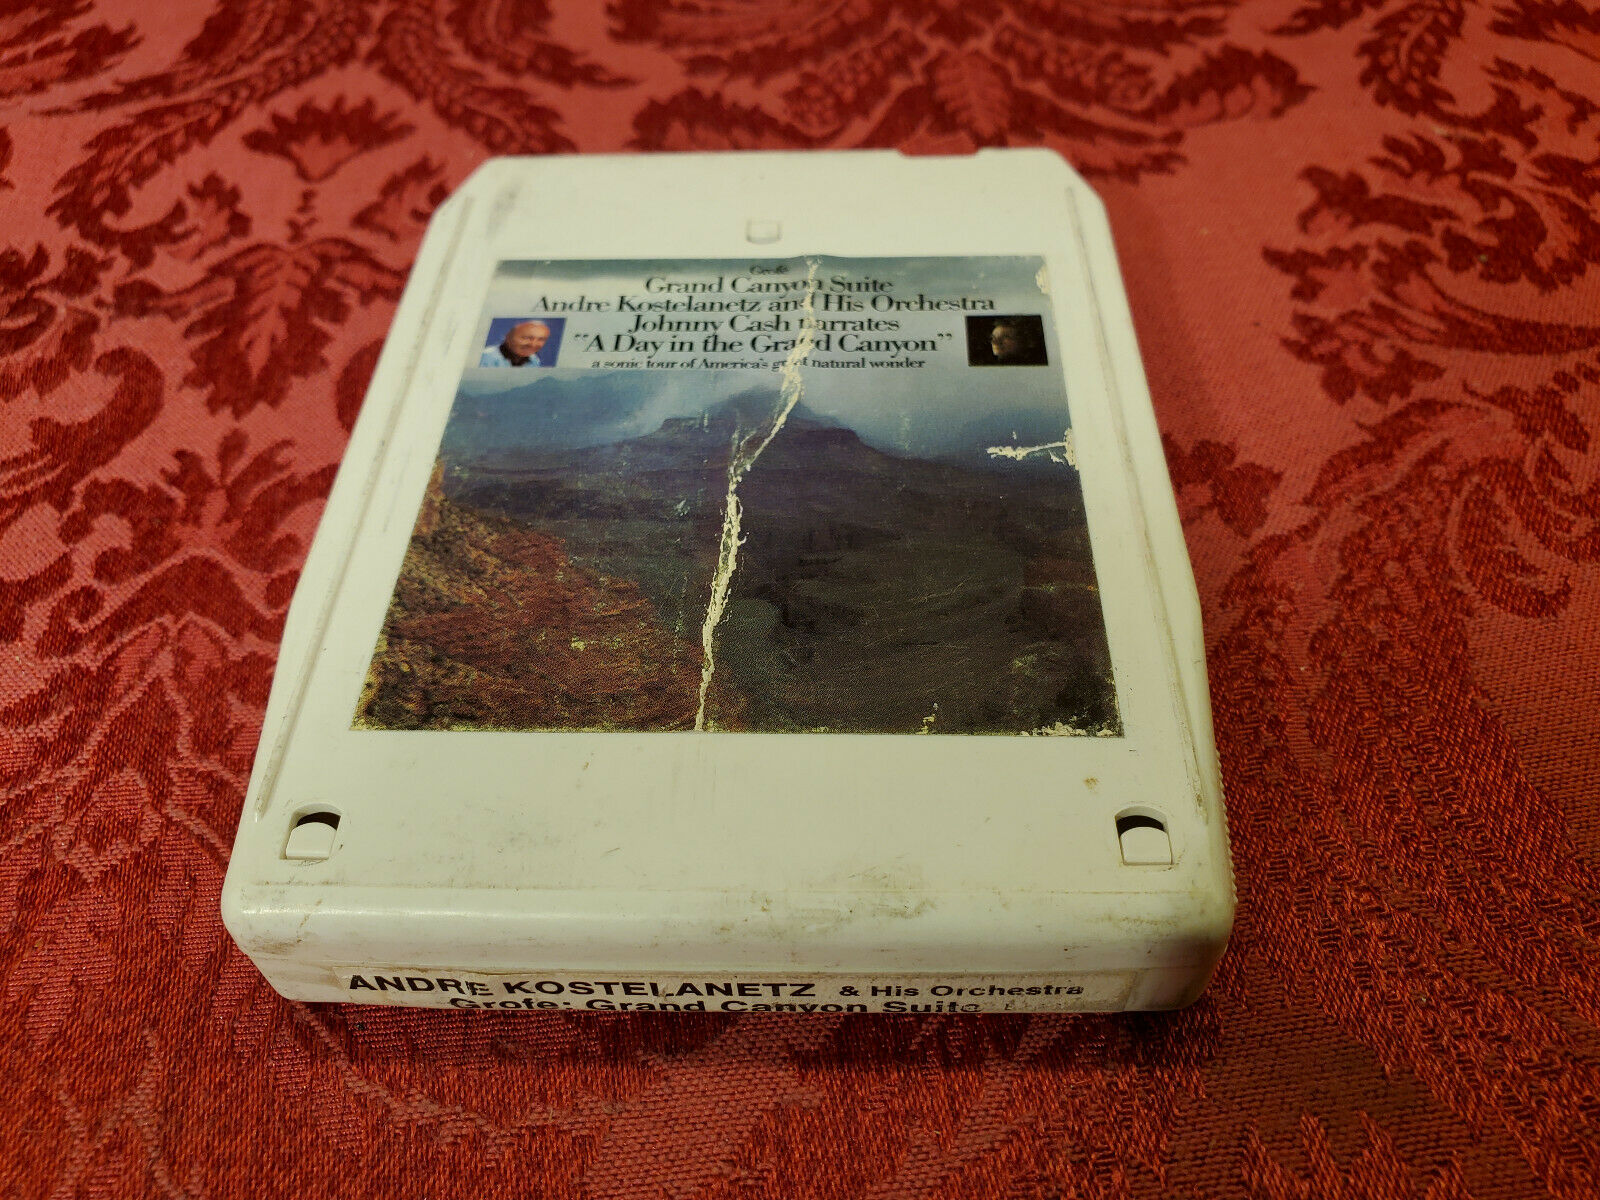 Grofé
Grand Canyon Suite
Andre Kostelanetz and His Orchestra
Johnny Cash narrates
"A Day in the Grand Canyon"
a sonic tour of America's great natural wonder
ANDRE KOSTELANETZ & His Orchestra
Grofe: Grand Canyon Suite